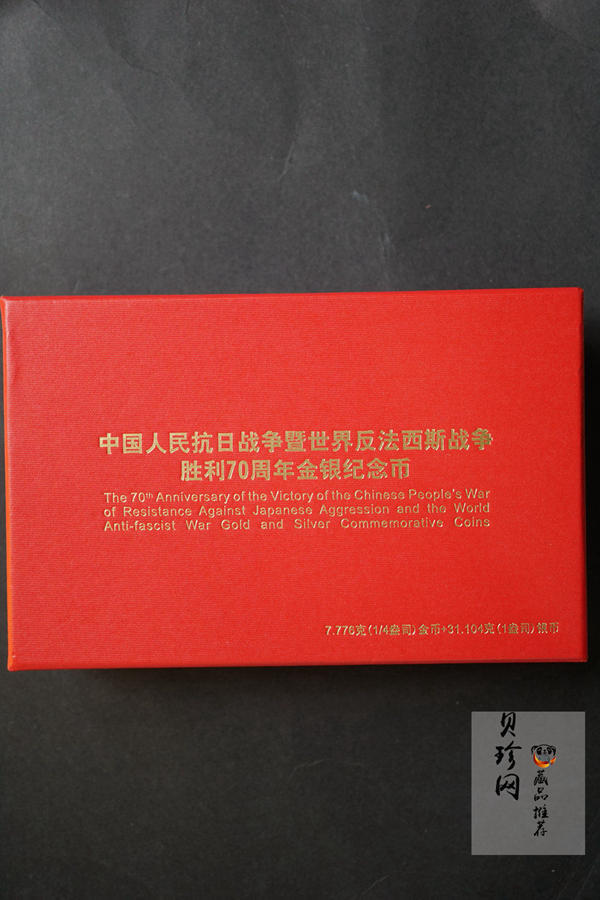 中国人民抗日战争暨世界反法西斯战争
胜利70周年金银纪念币
The 70th Anniversary of the Victory of the Chinese People's War
of Resistance Against Japanese Aggression and the World
Anti-fascist War Gold and Silver Commemorative Coins
7.776克(1/4盎司)金币+31.104克(1盎司)银币
贝珍网
藏品推荐